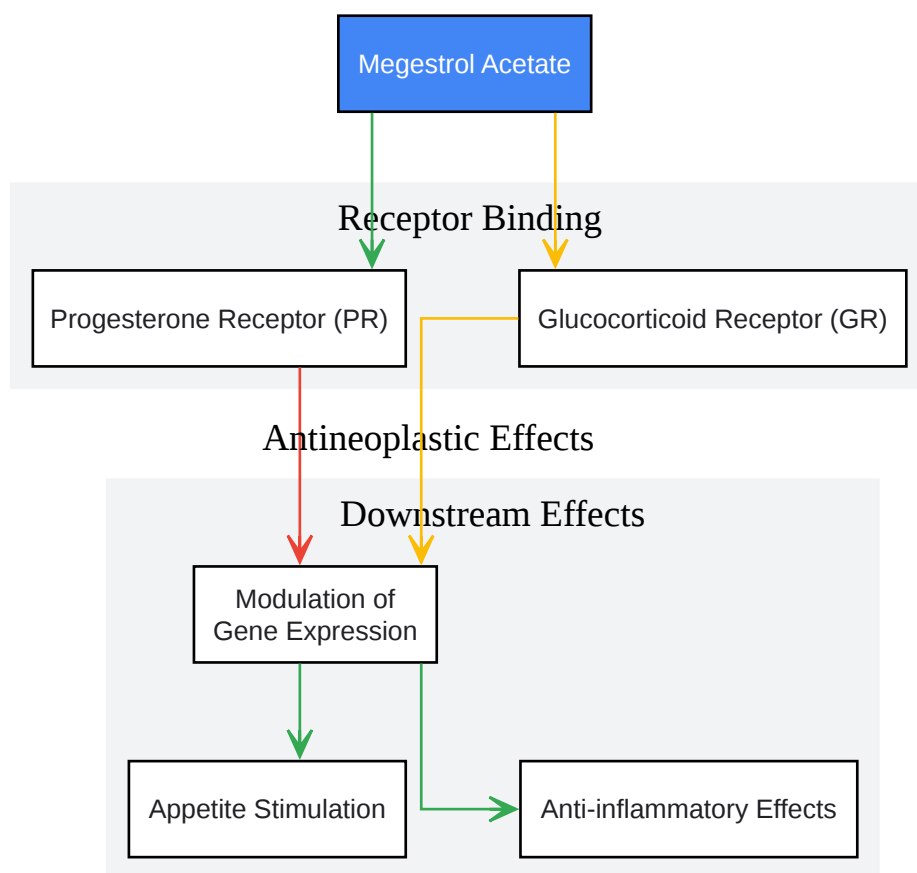 Megestrol Acetate
Receptor Binding
Progesterone Receptor (PR)
Glucocorticoid Receptor (GR)
Antineoplastic Effects
Downstream Effects
Modulation of
Gene Expression
Appetite Stimulation
Anti-inflammatory Effects